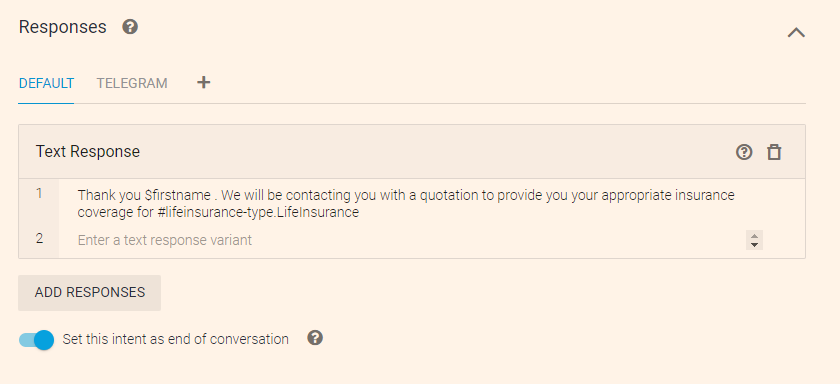 Responses
DEFAULT TELEGRAM +
Text Response
1 Thank you $firstname . We will be contacting you with a quotation to provide you your appropriate insurance
coverage for #lifeinsurance-type.LifeInsurance
2 Enter a text response variant
ADD RESPONSES
Set this intent as end of conversation